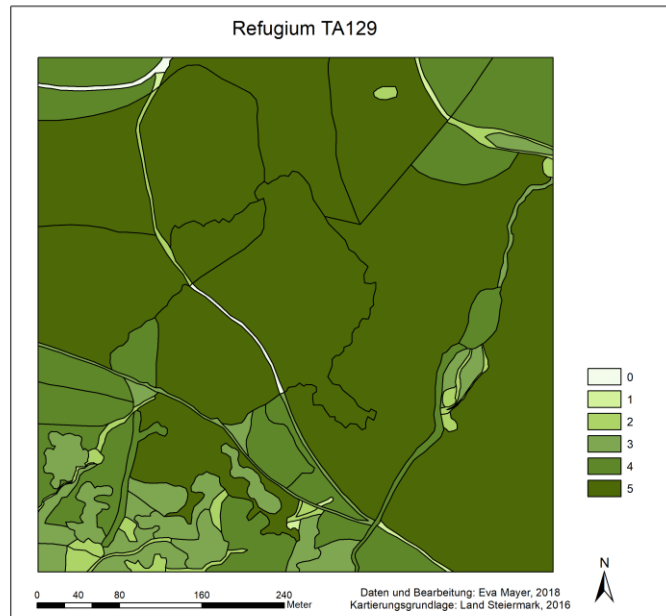 Refugium TA129
0
1
2
3
4
5
N
0 40 80 160 240
Meter
Daten und Bearbeitung: Eva Mayer, 2018
Kartierungsgrundlage: Land Steiermark, 2016